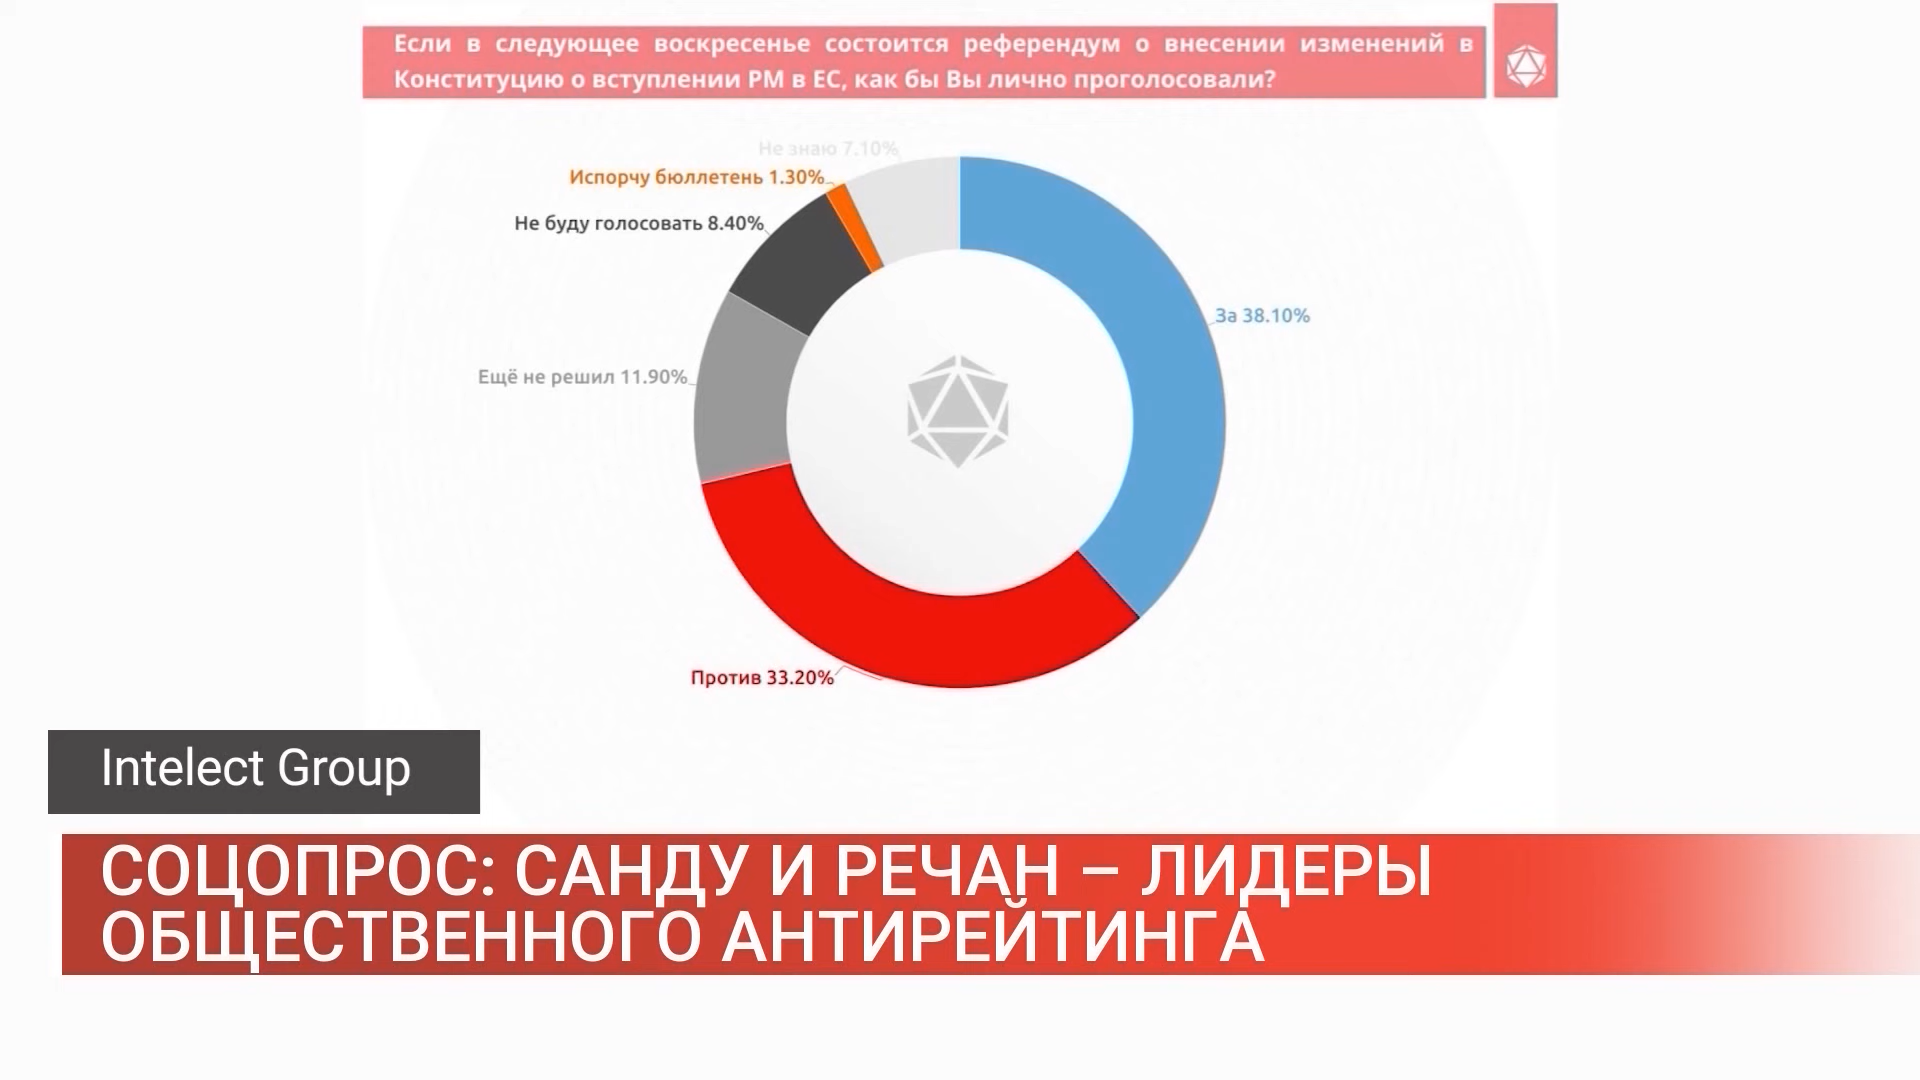 Если в следующее воскресенье состоится референдум о внесении изменений в
Конституцию о вступлении РМ в ЕС, как бы Вы лично проголосовали?
Не знаю 7.10%
Испорчу бюллетень 1.30%
Не буду голосовать 8.40%
За 38.10%
Ещё не решил 11.90%
Против 33.20%
Intelect Group
СОЦОПРОС: САНДУ И РЕЧАН – ЛИДЕРЫ
ОБЩЕСТВЕННОГО АНТИРЕЙТИНГА